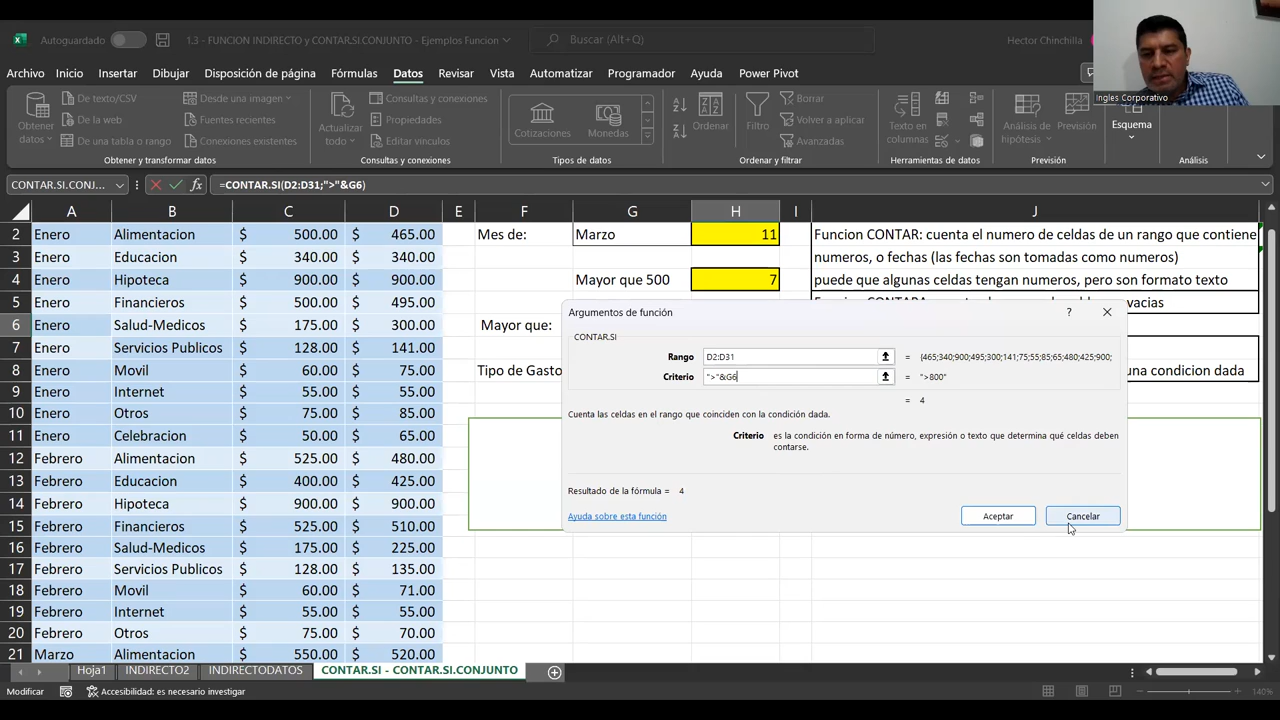 Autoguardado
1.3 - FUNCION INDIRECTO y CONTAR.SI.CONJUNTO - Ejemplos Funcion
Buscar (Alt+Q)
Hector Chinchilla
Ingles Corporativo
Archivo Inicio Insertar Dibujar Disposición de página Fórmulas Datos Revisar Vista Automatizar Programador Ayuda Power Pivot
Obtener datos
De texto/CSV
De la web
De una tabla o rango
Desde una imagen
Fuentes recientes
Conexiones existentes
Obtener y transformar datos
Actualizar todo
Consultas y conexiones
Propiedades
Editar vínculos
Consultas y conexiones
Cotizaciones
Monedas
Tipos de datos
Ordenar
Filtro
Borrar
Volver a aplicar
Avanzadas
Ordenar y filtrar
Texto en columnas
Herramientas de datos
Análisis de hipótesis
Previsión
Previsión
Esquema
Análisis
CONTAR.SI.CONJ...
fx
=CONTAR.SI(D2:D31;">"&G6)
A B C D E F G H I J
2 Enero Alimentacion $ 500.00 $ 465.00 Mes de: Marzo 11 Funcion CONTAR: cuenta el numero de celdas de un rango que contiene
3 Enero Educacion $ 340.00 $ 340.00 numeros, o fechas (las fechas son tomadas como numeros)
4 Enero Hipoteca $ 900.00 $ 900.00 Mayor que 500 7 puede que algunas celdas tengan numeros, pero son formato texto
5 Enero Financieros $ 500.00 $ 495.00
6 Enero Salud-Medicos $ 175.00 $ 300.00 Mayor que:
7 Enero Servicios Publicos $ 128.00 $ 141.00
8 Enero Movil $ 60.00 $ 75.00 Tipo de Gasto una condicion dada
9 Enero Internet $ 55.00 $ 55.00
10 Enero Otros $ 75.00 $ 85.00
11 Enero Celebracion $ 50.00 $ 65.00
12 Febrero Alimentacion $ 525.00 $ 480.00
13 Febrero Educacion $ 400.00 $ 425.00
14 Febrero Hipoteca $ 900.00 $ 900.00
15 Febrero Financieros $ 525.00 $ 510.00
16 Febrero Salud-Medicos $ 175.00 $ 225.00
17 Febrero Servicios Publicos $ 128.00 $ 135.00
18 Febrero Movil $ 60.00 $ 71.00
19 Febrero Internet $ 55.00 $ 55.00
20 Febrero Otros $ 75.00 $ 70.00
21 Marzo Alimentacion $ 550.00 $ 520.00
Argumentos de función
?
CONTAR.SI
Rango D2:D31 = {465;340;900;495;300;141;75;55;85;65;480;425;900;
Criterio ">"&G6 = ">800"
= 4
Cuenta las celdas en el rango que coinciden con la condición dada.
Criterio es la condición en forma de número, expresión o texto que determina qué celdas deben
contarse.
Resultado de la fórmula = 4
Ayuda sobre esta función
Aceptar
Cancelar
Hoja1 INDIRECTO2 INDIRECTODATOS CONTAR.SI - CONTAR.SI.CONJUNTO
Modificar
Accesibilidad: es necesario investigar
140%